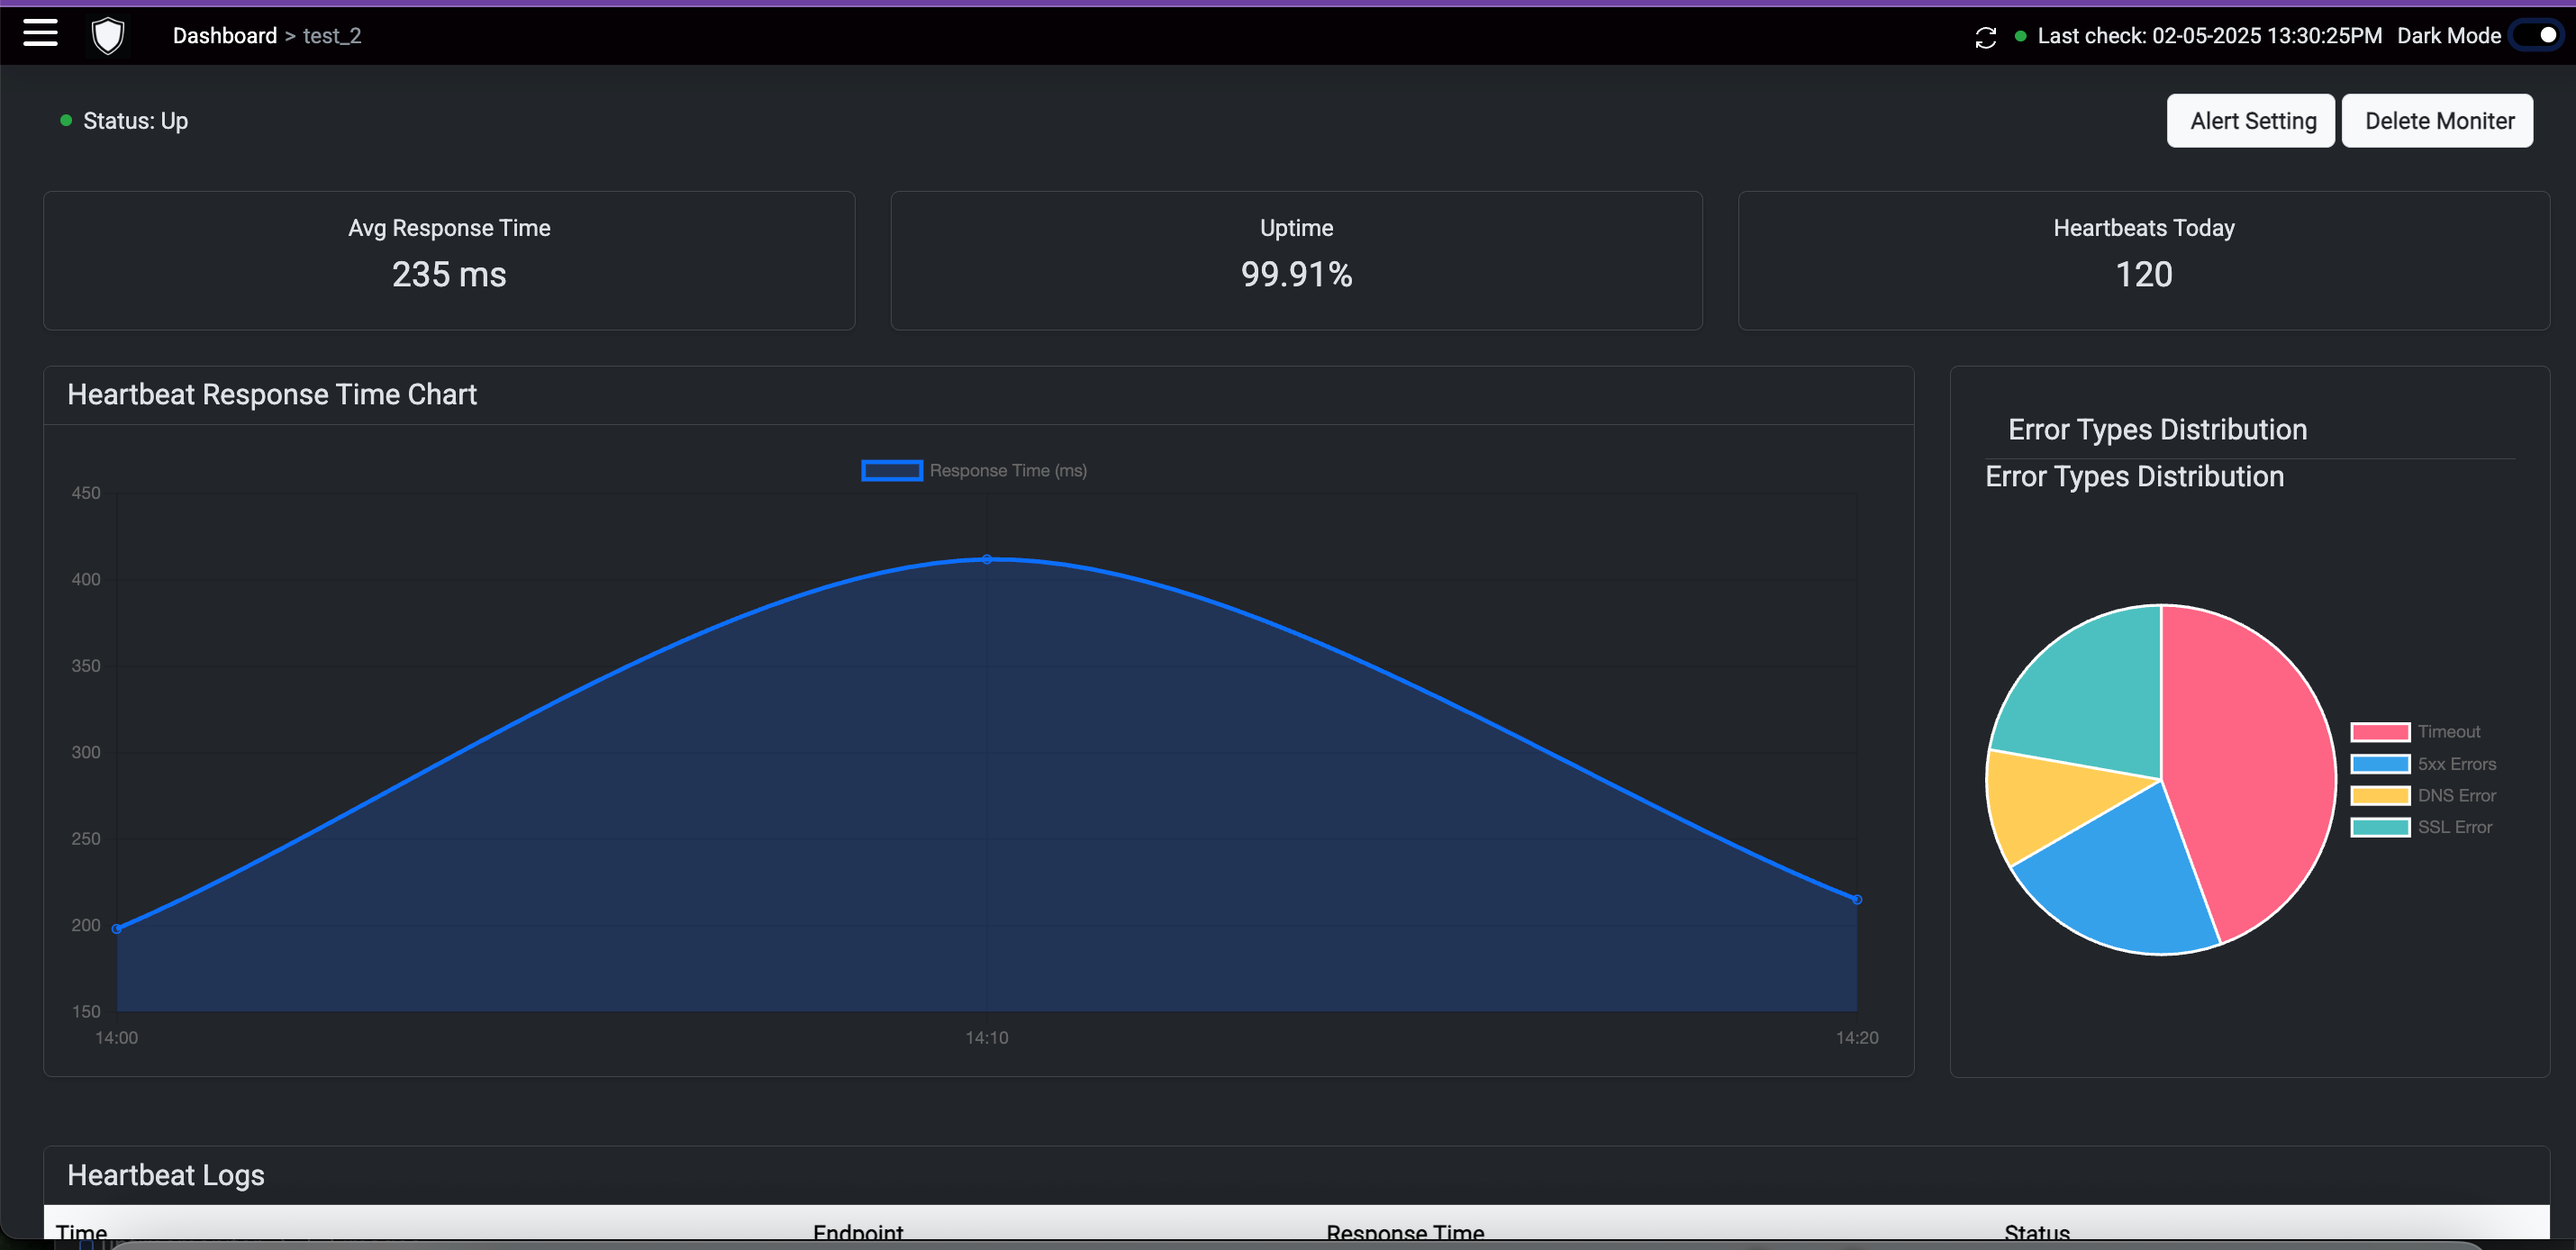 Dashboard > test_2
Last check: 02-05-2025 13:30:25PM Dark Mode
Status: Up
Alert Setting
Delete Moniter
Avg Response Time
235 ms
Uptime
99.91%
Heartbeats Today
120
Heartbeat Response Time Chart
Response Time (ms)
450
400
350
300
250
200
150
14:00
14:10
14:20
Error Types Distribution
Error Types Distribution
Timeout
5xx Errors
DNS Error
SSL Error
Heartbeat Logs
Time Endpoint Response Time Status